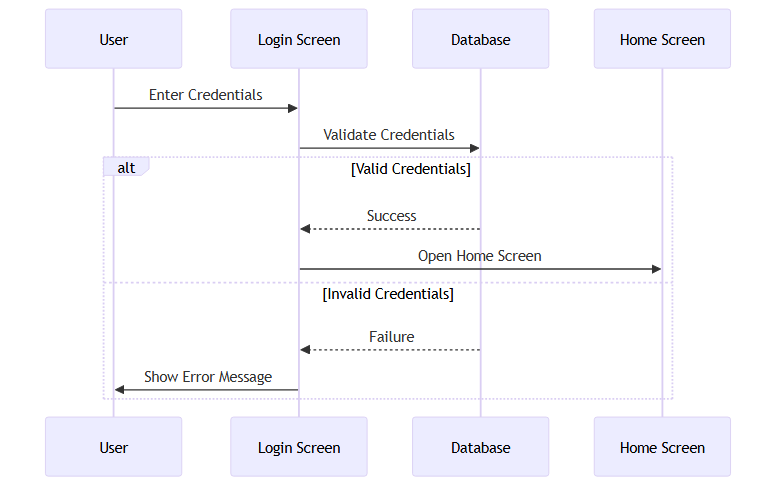 User
Login Screen
Database
Home Screen
Enter Credentials
Validate Credentials
alt
[Valid Credentials]
Success
Open Home Screen
[Invalid Credentials]
Failure
Show Error Message
User
Login Screen
Database
Home Screen